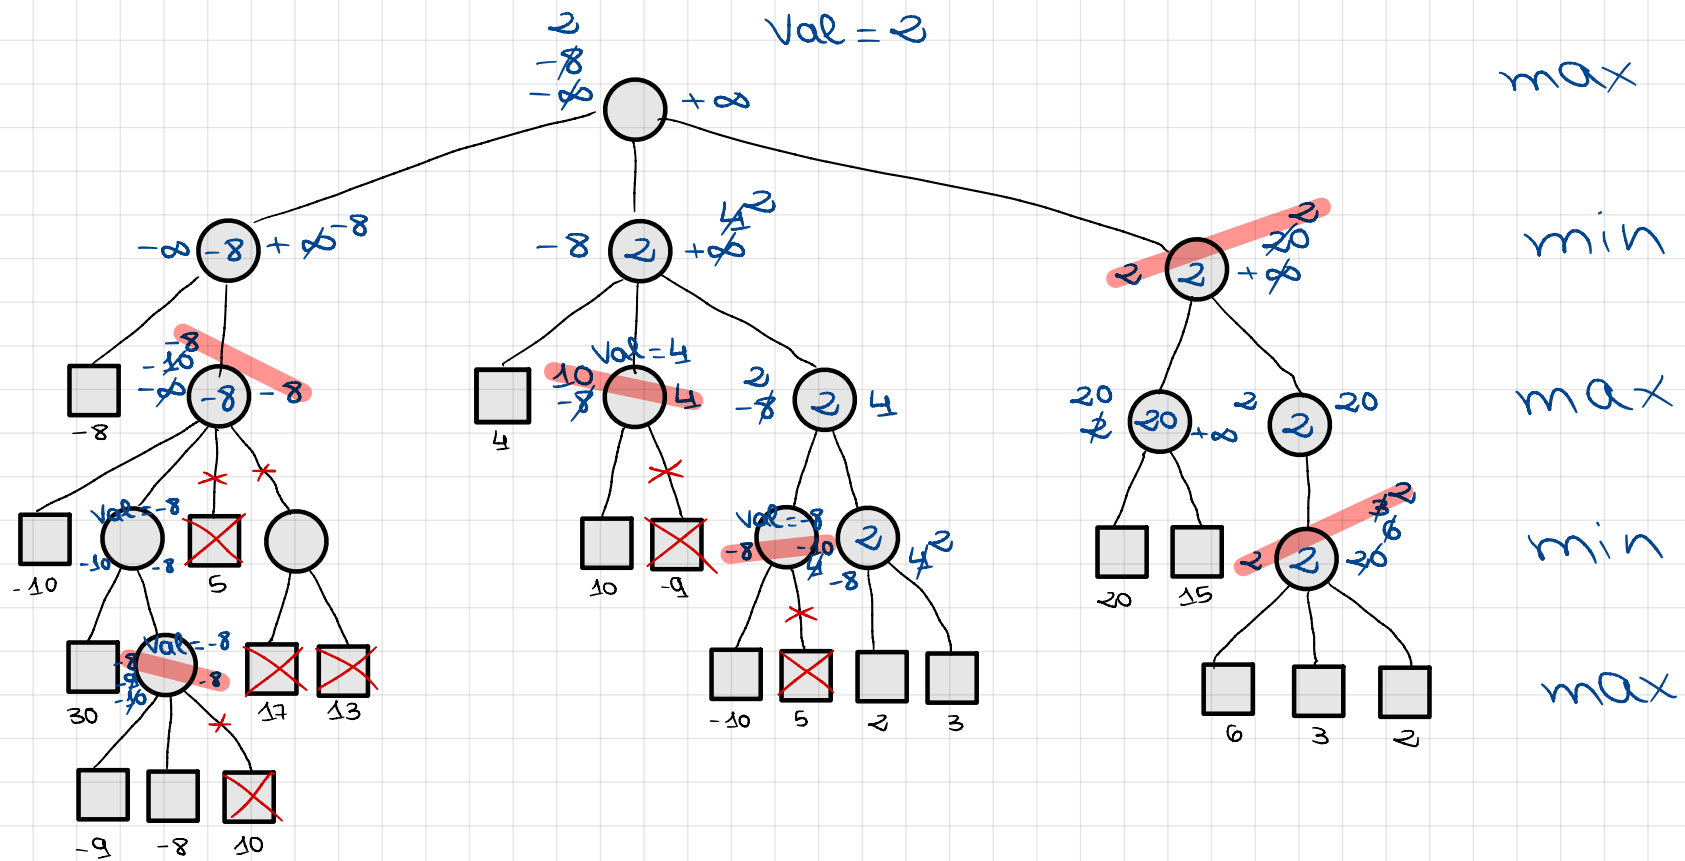 2 Val = 2
-8 max
-∞ +∞
-∞ -8 +∞ -8
-8 2 +∞ 4 2
2 2 +∞ 20 2 min
-8
-10
-∞ -8 -8
-8
Val = 4
10
-8 4
4
2
-8 2 4
20
2 20 +∞
2 2 20
max
Val = -8
-10 -8
-10 5
10 -9
Val = -8
-8 -10
4
2 4 2
-8
20 15
2 2 20 6 3 2
min
Val = -8
-8
-9
-10 -8
30 17 13
-10 5 2 3
6 3 2
max
-9 -8 10